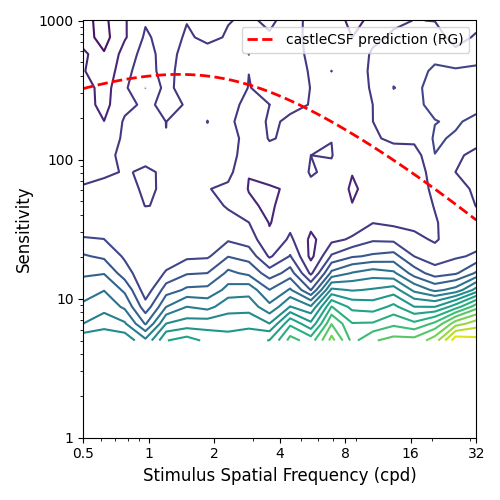 1000
castleCSF prediction (RG)
100
10
1
Sensitivity
0.5 1 2 4 8 16 32
Stimulus Spatial Frequency (cpd)